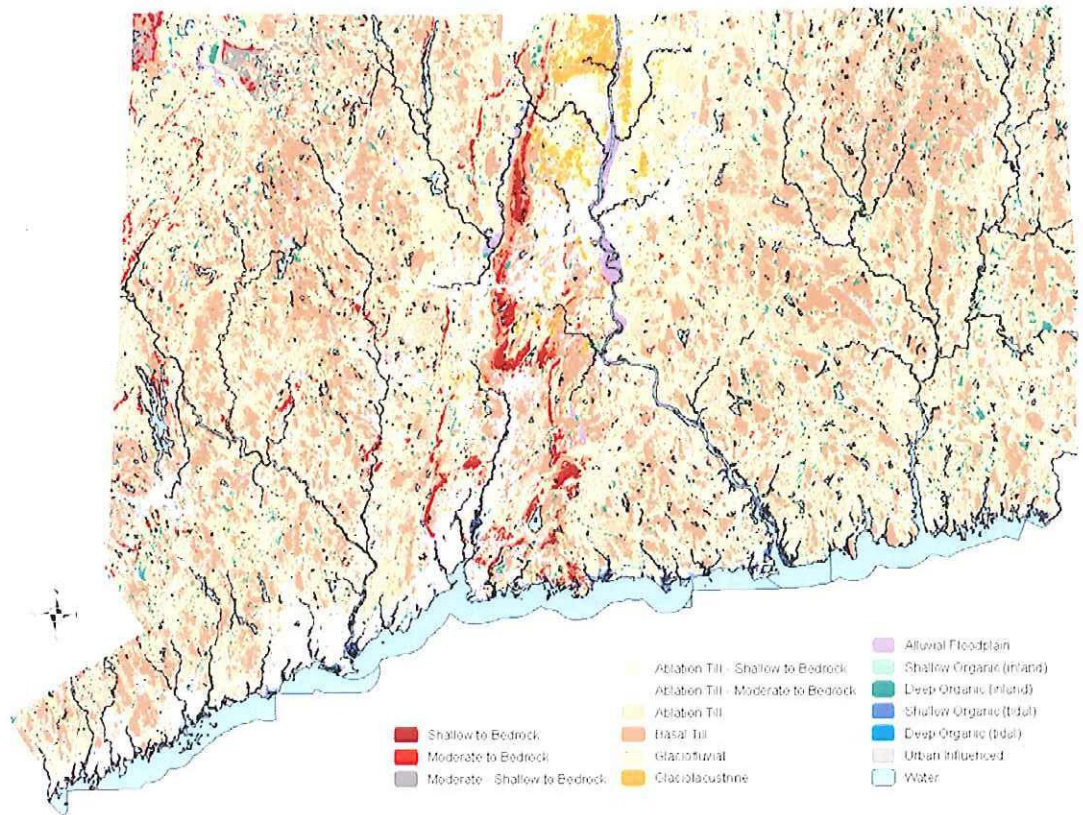 Shallow to Bedrock
Moderate to Bedrock
Moderate - Shallow to Bedrock
Ablation Till - Shallow to Bedrock
Ablation Till - Moderate to Bedrock
Ablation Till
Basal Till
Glaciofluvial
Glaciolacustrine
Alluvial Floodplain
Shallow Organic (inland)
Deep Organic (inland)
Shallow Organic (tidal)
Deep Organic (tidal)
Urban Influenced
Water